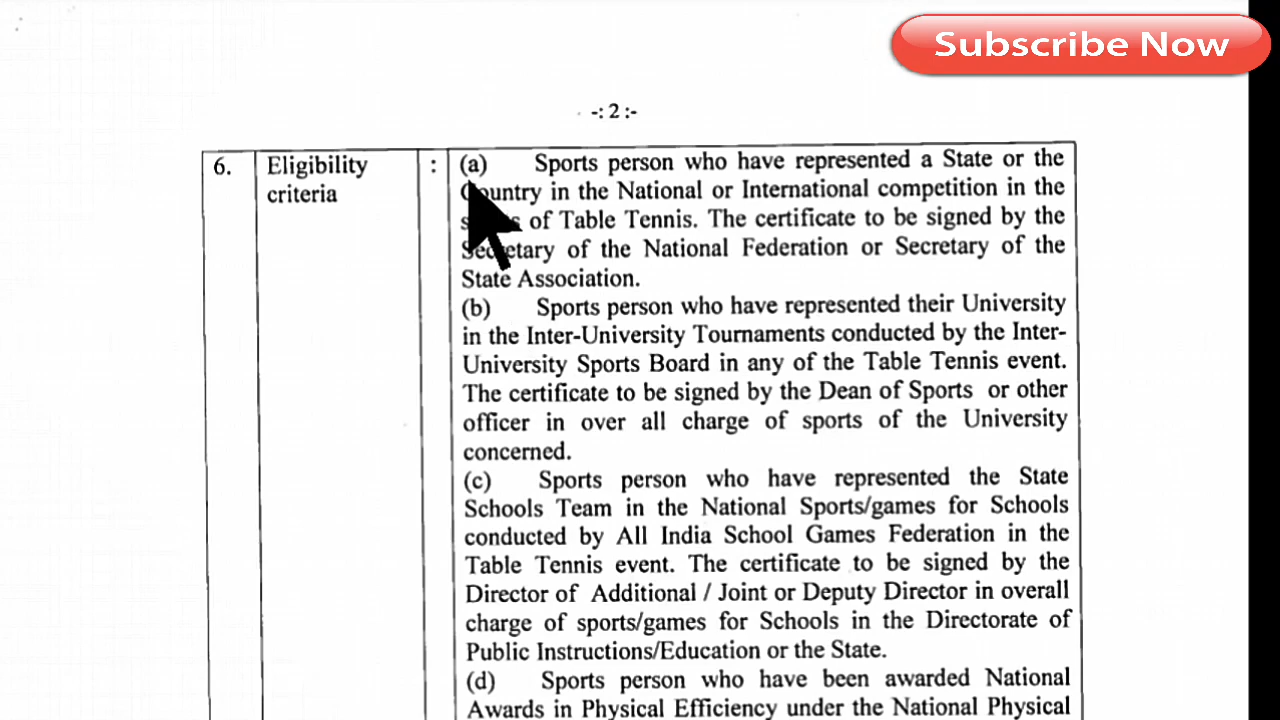 Subscribe Now
-: 2 :-
6. Eligibility : (a) Sports person who have represented a State or the
criteria Country in the National or International competition in the
of Table Tennis. The certificate to be signed by the
Secretary of the National Federation or Secretary of the
State Association.
(b) Sports person who have represented their University
in the Inter-University Tournaments conducted by the Inter-
University Sports Board in any of the Table Tennis event.
The certificate to be signed by the Dean of Sports or other
officer in over all charge of sports of the University
concerned.
(c) Sports person who have represented the State
Schools Team in the National Sports/games for Schools
conducted by All India School Games Federation in the
Table Tennis event. The certificate to be signed by the
Director of Additional / Joint or Deputy Director in overall
charge of sports/games for Schools in the Directorate of
Public Instructions/Education or the State.
(d) Sports person who have been awarded National
Awards in Physical Efficiency under the National Physical